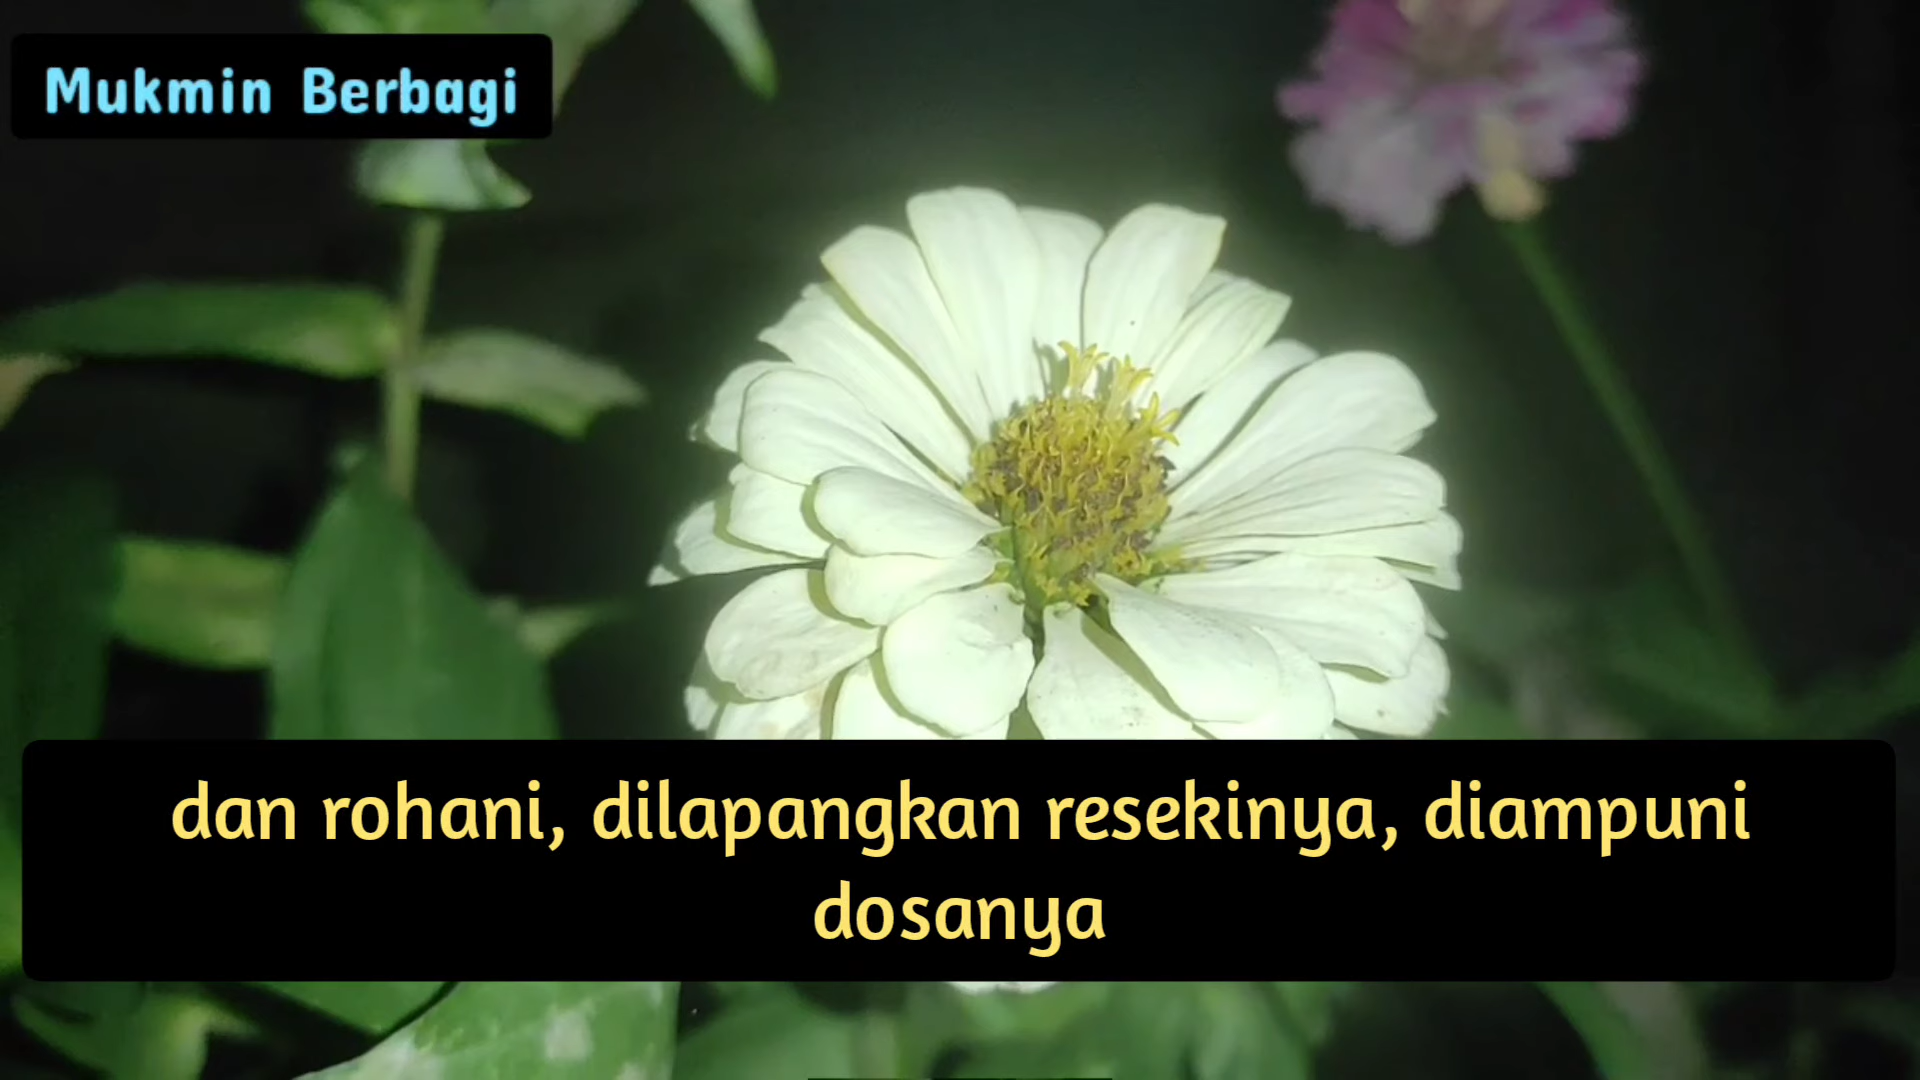 Mukmin Berbagi
dan rohani, dilapangkan resekinya, diampuni
dosanya